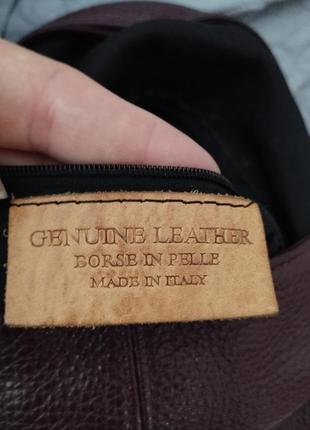 GENUINE LEATHER
BORSE IN PELLE
MADE IN ITALY